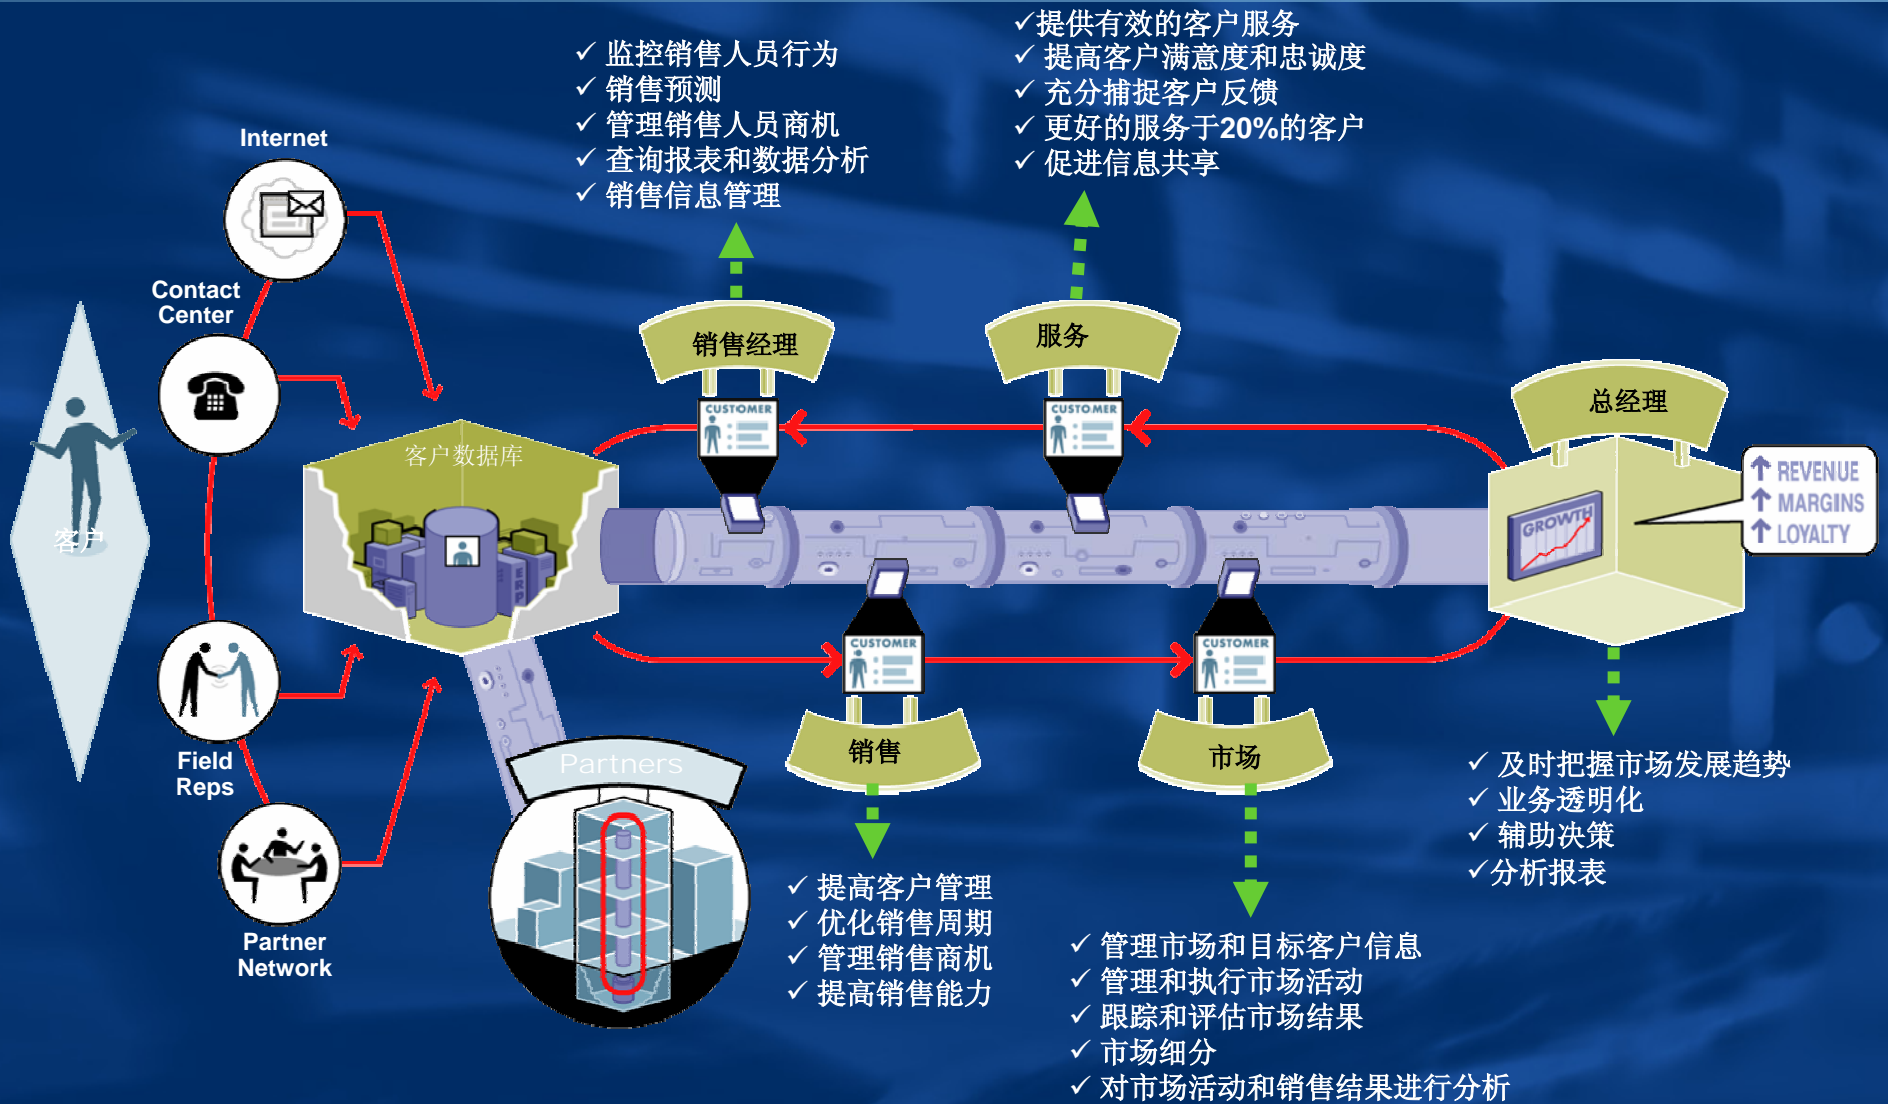 ✓提供有效的客户服务
✓ 提高客户满意度和忠诚度
✓ 充分捕捉客户反馈
✓ 更好的服务于20%的客户
✓ 促进信息共享
✓ 监控销售人员行为
✓ 销售预测
✓ 管理销售人员商机
✓ 查询报表和数据分析
✓ 销售信息管理
Internet
Contact
Center
客户
Field
Reps
Partner
Network
客户数据库
ERP
Partners
销售经理
CUSTOMER
服务
CUSTOMER
总经理
GROWTH
REVENUE
MARGINS
LOYALTY
CUSTOMER
销售
CUSTOMER
市场
✓ 提高客户管理
✓ 优化销售周期
✓ 管理销售商机
✓ 提高销售能力
✓ 管理市场和目标客户信息
✓ 管理和执行市场活动
✓ 跟踪和评估市场结果
✓ 市场细分
✓ 对市场活动和销售结果进行分析
✓ 及时把握市场发展趋势
✓ 业务透明化
✓ 辅助决策
✓分析报表